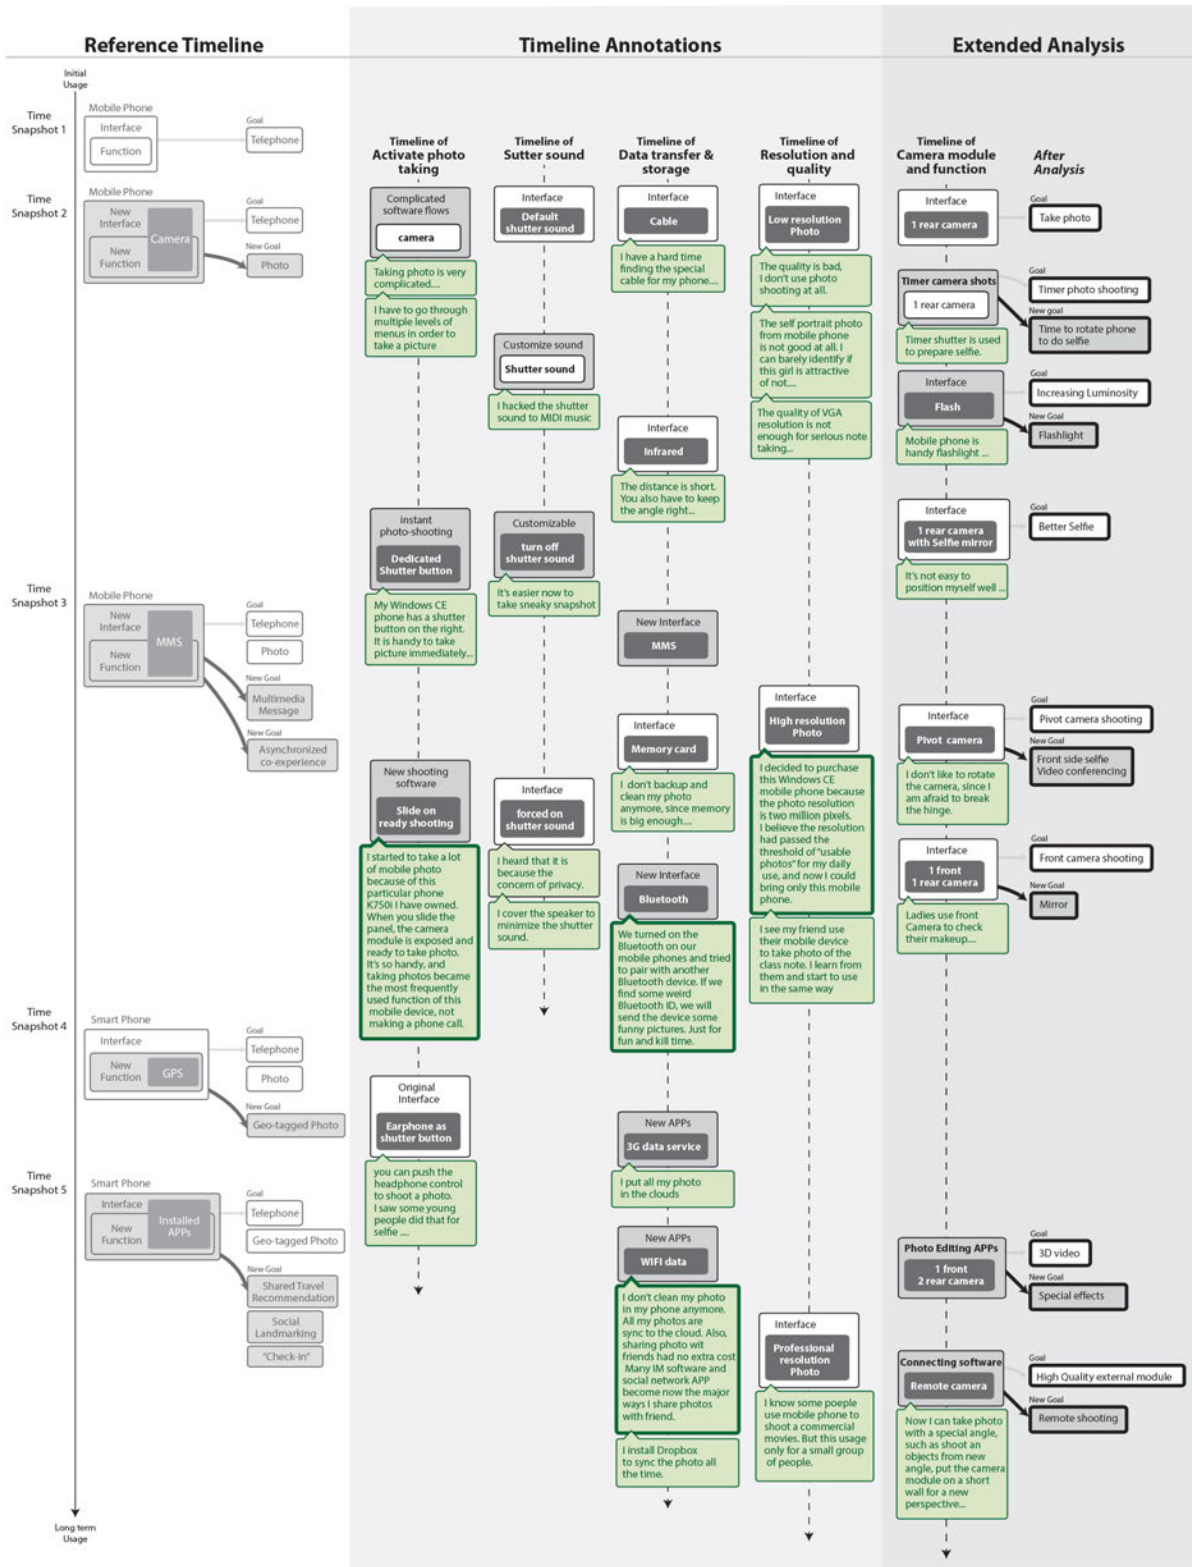 Reference Timeline
Timeline Annotations
Extended Analysis
Initial
Usage
Time
Snapshot 1
Mobile Phone
Interface
Function
Goal
Telephone
Time
Snapshot 2
Mobile Phone
New
Interface
New
Function
Camera
Goal
Telephone
New Goal
Photo
Time
Snapshot 3
Mobile Phone
New
Interface
New
Function
MMS
Goal
Telephone
Photo
New Goal
Multimedia
Message
New Goal
Asynchronized
co-experience
Time
Snapshot 4
Smart Phone
Interface
New
Function
GPS
Goal
Telephone
Photo
New Goal
Geo-tagged Photo
Time
Snapshot 5
Smart Phone
Interface
New
Function
Installed
APPs
Goal
Telephone
Geo-tagged Photo
New Goal
Shared Travel
Recommendation
Social
Landmarking
"Check-in"
Long term
Usage
Timeline of
Activate photo
taking
Complicated
software flows
camera
Taking photo is very
complicated....
I have to go through
multiple levels of
menus in order to
take a picture
instant
photo-shooting
Dedicated
Shutter button
My Windows CE
phone has a shutter
button on the right.
It is handy to take
picture immediately...
New shooting
software
Slide on
ready shooting
I started to take a lot
of mobile photo
because of this
particular phone
K750i I have owned.
When you slide the
panel, the camera
module is exposed and
ready to take photo.
It's so handy, and
taking photos became
the most frequently
used function of this
mobile device, not
making a phone call.
Original
Interface
Earphone as
shutter button
you can push the
headphone control
to shoot a photo.
I saw some young
people did that for
selfie ....
Timeline of
Sutter sound
Interface
Default
shutter sound
Customize sound
Shutter sound
I hacked the shutter
sound to MIDI music
Customizable
turn off
shutter sound
It's easier now to
take sneaky snapshot
Interface
forced on
shutter sound
I heard that it is
because the
concern of privacy.
I cover the speaker to
minimize the shutter
sound.
Timeline of
Data transfer &
storage
Interface
Cable
I have a hard time
finding the special
cable for my phone....
Interface
Infrared
The distance is short.
You also have to keep
the angle right...
New Interface
MMS
Interface
Memory card
I don't backup and
clean my photo
anymore, since memory
is big enough....
New Interface
Bluetooth
We turned on the
Bluetooth on our
mobile phones and tried
to pair with another
Bluetooth device. If we
find some weird
Bluetooth ID, we will
send the device some
funny pictures. Just for
fun and kill time.
New APPs
3G data service
I put all my photo
in the clouds
New APPs
WIFI data
I don't clean my photo
in my phone anymore.
All my photos are
sync to the cloud. Also,
sharing photo wit
friends had no extra cost
Many IM software and
social network APP
become now the major
ways I share photos
with friend.
I install Dropbox
to sync the photo all
the time.
Timeline of
Resolution and
quality
Interface
Low resolution
Photo
The quality is bad,
I don't use photo
shooting at all.
The self portrait photo
from mobile phone
is not good at all. I
can barely identify if
this girl is attractive
of not....
The quality of VGA
resolution is not
enough for serious note
taking...
Interface
High resolution
Photo
I decided to purchase
this Windows CE
mobile phone because
the photo resolution
is two million pixels.
I believe the resolution
had passed the
threshold of "usable
photos" for my daily
use, and now I could
bring only this mobile
phone.
I see my friend use
their mobile device
to take photo of the
class note. I learn from
them and start to use
in the same way
Interface
Professional
resolution
Photo
I know some poeple
use mobile phone to
shoot a commercial
movies. But this usage
only for a small group
of people.
Timeline of
Camera module
and function
After
Analysis
Interface
1 rear camera
Goal
Take photo
Timer camera shots
1 rear camera
Timer shutter is used
to prepare selfie.
Goal
Timer photo shooting
New goal
Time to rotate phone
to do selfie
Interface
Flash
Mobile phone is
handy flashlight ...
Goal
Increasing Luminosity
New Goal
Flashlight
Interface
1 rear camera
with Selfie mirror
It's not easy to
position myself well ...
Goal
Better Selfie
Interface
Pivot camera
I don't like to rotate
the camera, since I
am afraid to break
the hinge.
Goal
Pivot camera shooting
New Goal
Front side selfie
Video conferencing
Interface
1 front
1 rear camera
Ladies use front
Camera to check
their makeup....
Goal
Front camera shooting
New Goal
Mirror
Photo Editing APPs
1 front
2 rear camera
Goal
3D video
New Goal
Special effects
Connecting software
Remote camera
Now I can take photo
with a special angle,
such as shoot an
objects from new
angle, put the camera
module on a short
wall for a new
perspective...
Goal
High Quality external module
New Goal
Remote shooting